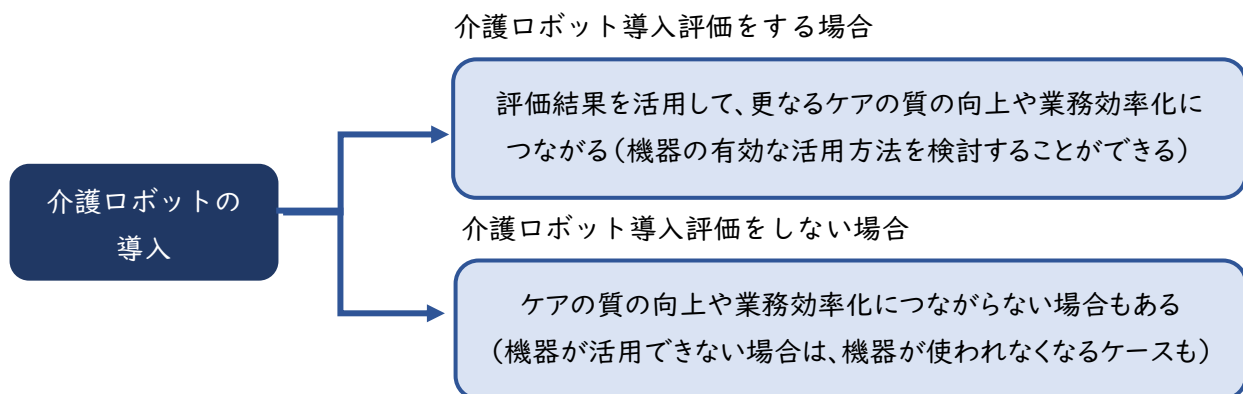 介護ロボット導入評価をする場合
評価結果を活用して、更なるケアの質の向上や業務効率化に
つながる（機器の有効な活用方法を検討することができる）
介護ロボットの
導入
介護ロボット導入評価をしない場合
ケアの質の向上や業務効率化につながらない場合もある
（機器が活用できない場合は、機器が使われなくなるケースも）